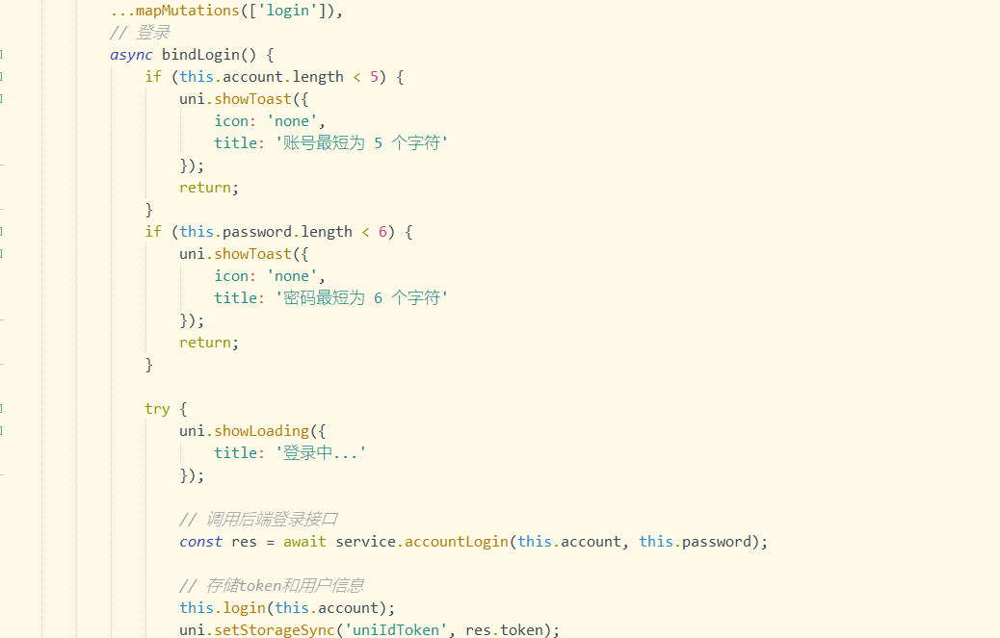 ...mapMutations(['login']),
// 登录
async bindLogin() {
if (this.account.length < 5) {
uni.showToast({
icon: 'none',
title: '账号最短为 5 个字符'
});
return;
}
if (this.password.length < 6) {
uni.showToast({
icon: 'none',
title: '密码最短为 6 个字符'
});
return;
}
try {
uni.showLoading({
title: '登录中...'
});
// 调用后端登录接口
const res = await service.accountLogin(this.account, this.password);
// 存储token和用户信息
this.login(this.account);
uni.setStorageSync('uniIdToken', res.token);